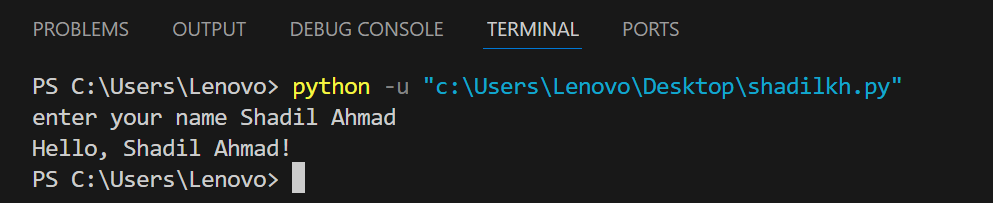 PROBLEMS OUTPUT DEBUG CONSOLE TERMINAL PORTS
PS C:\Users\Lenovo> python -u "c:\Users\Lenovo\Desktop\shadilkh.py"
enter your name Shadil Ahmad
Hello, Shadil Ahmad!
PS C:\Users\Lenovo>